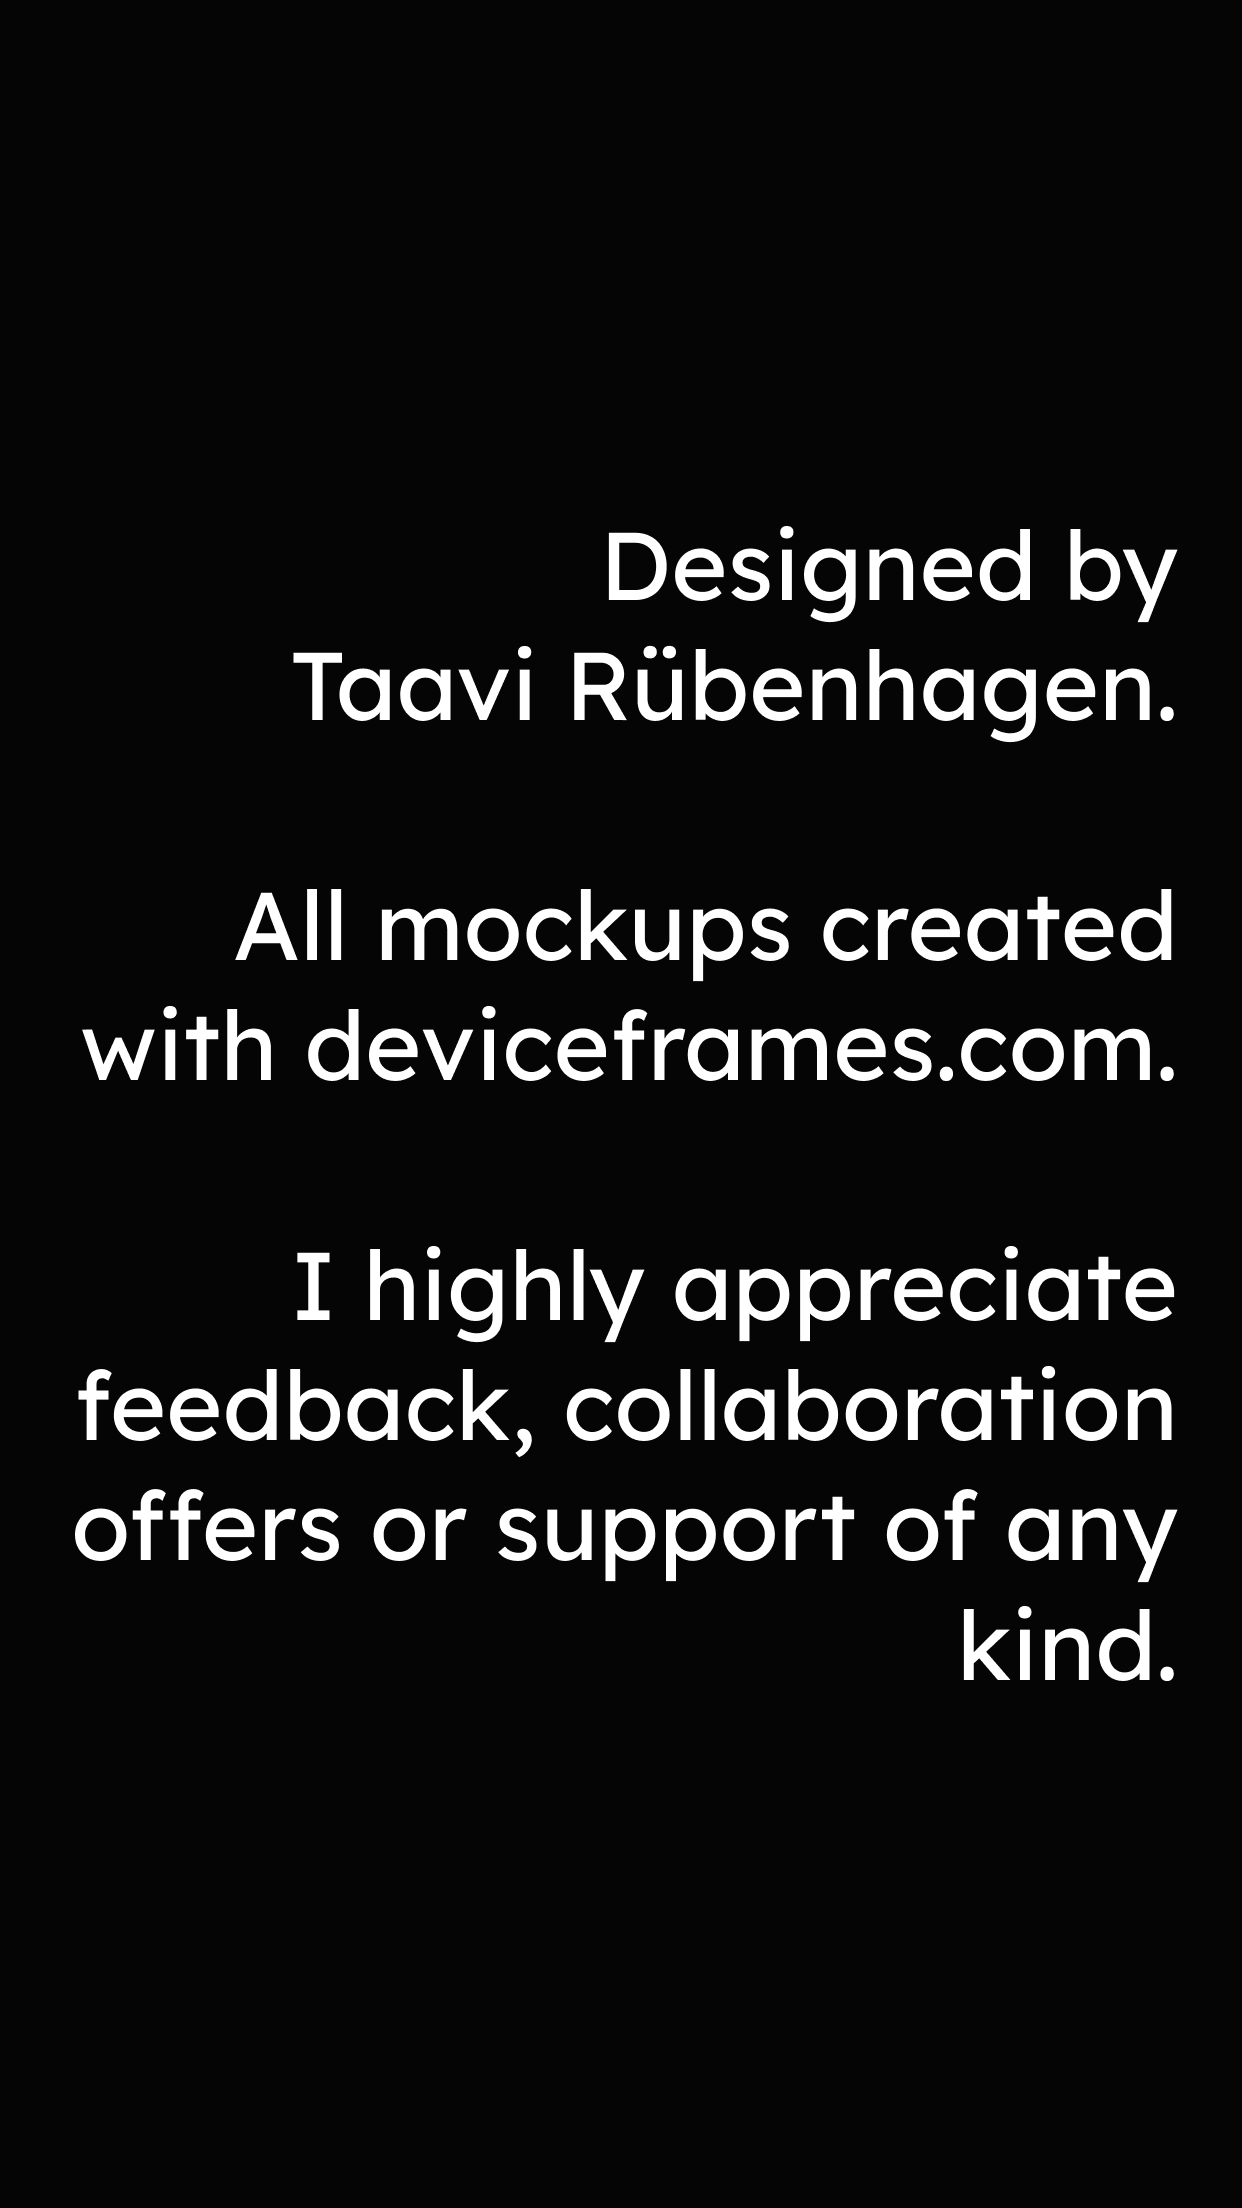 Designed by
Taavi Rübenhagen.
All mockups created
with deviceframes.com.
I highly appreciate
feedback, collaboration
offers or support of any
kind.